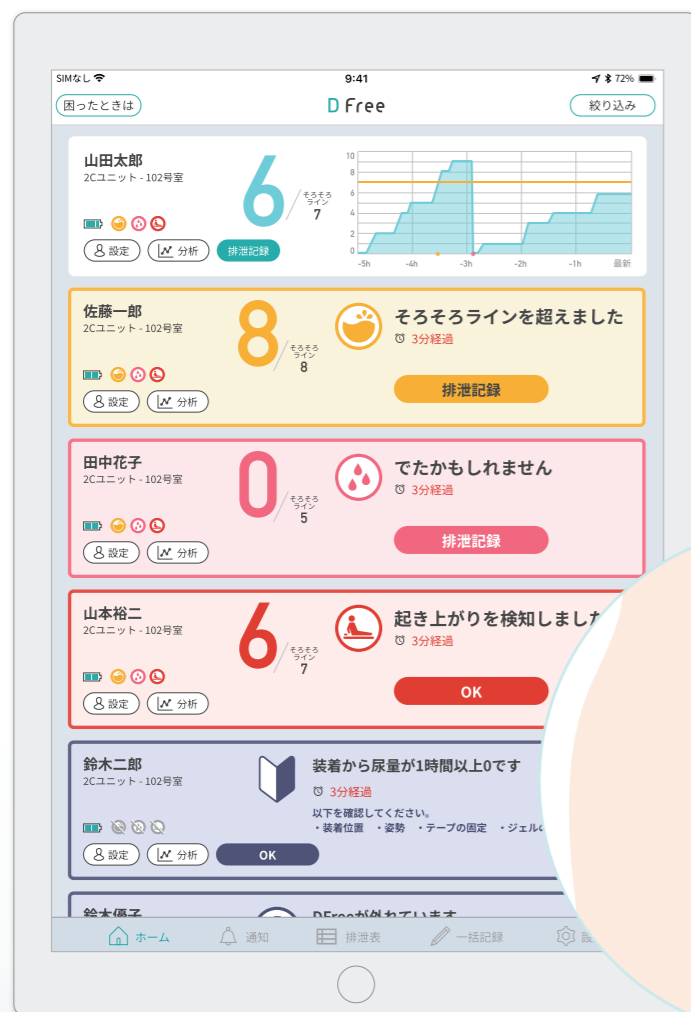 SIMなし
9:41
72%
困ったときは
D Free
絞り込み
山田太郎
2Cユニット - 102号室
6
そろそろ
ライン
7
設定
分析
排泄記録
10
8
6
4
2
0
-5h
-4h
-3h
-2h
-1h
最新
佐藤一郎
2Cユニット - 102号室
8
そろそろ
ライン
8
そろそろラインを超えました
3分経過
設定
分析
排泄記録
田中花子
2Cユニット - 102号室
0
そろそろ
ライン
5
でたかもしれません
3分経過
設定
分析
排泄記録
山本裕二
2Cユニット - 102号室
6
そろそろ
ライン
7
起き上がりを検知しました
3分経過
設定
分析
OK
鈴木二郎
2Cユニット - 102号室
装着から尿量が1時間以上0です
3分経過
以下を確認してください。
・装着位置 ・姿勢 ・テープの固定 ・ジェルの
設定
分析
OK
鈴木優子
DFreeが外れています
ホーム
通知
排泄表
一括記録
設